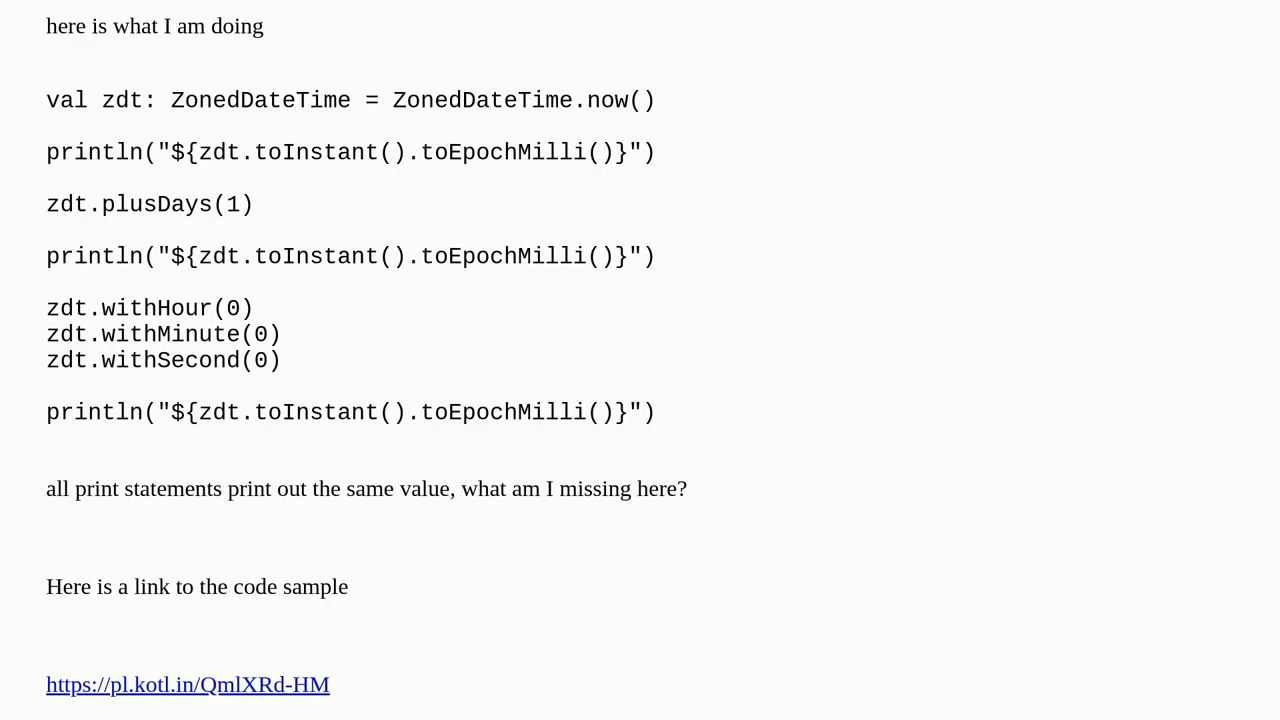 here is what I am doing
val zdt: ZonedDateTime = ZonedDateTime.now()
println("${zdt.toInstant().toEpochMilli()}")
zdt.plusDays(1)
println("${zdt.toInstant().toEpochMilli()}")
zdt.withHour(0)
zdt.withMinute(0)
zdt.withSecond(0)
println("${zdt.toInstant().toEpochMilli()}")
all print statements print out the same value, what am I missing here?
Here is a link to the code sample
https://pl.kotl.in/QmlXRd-HM